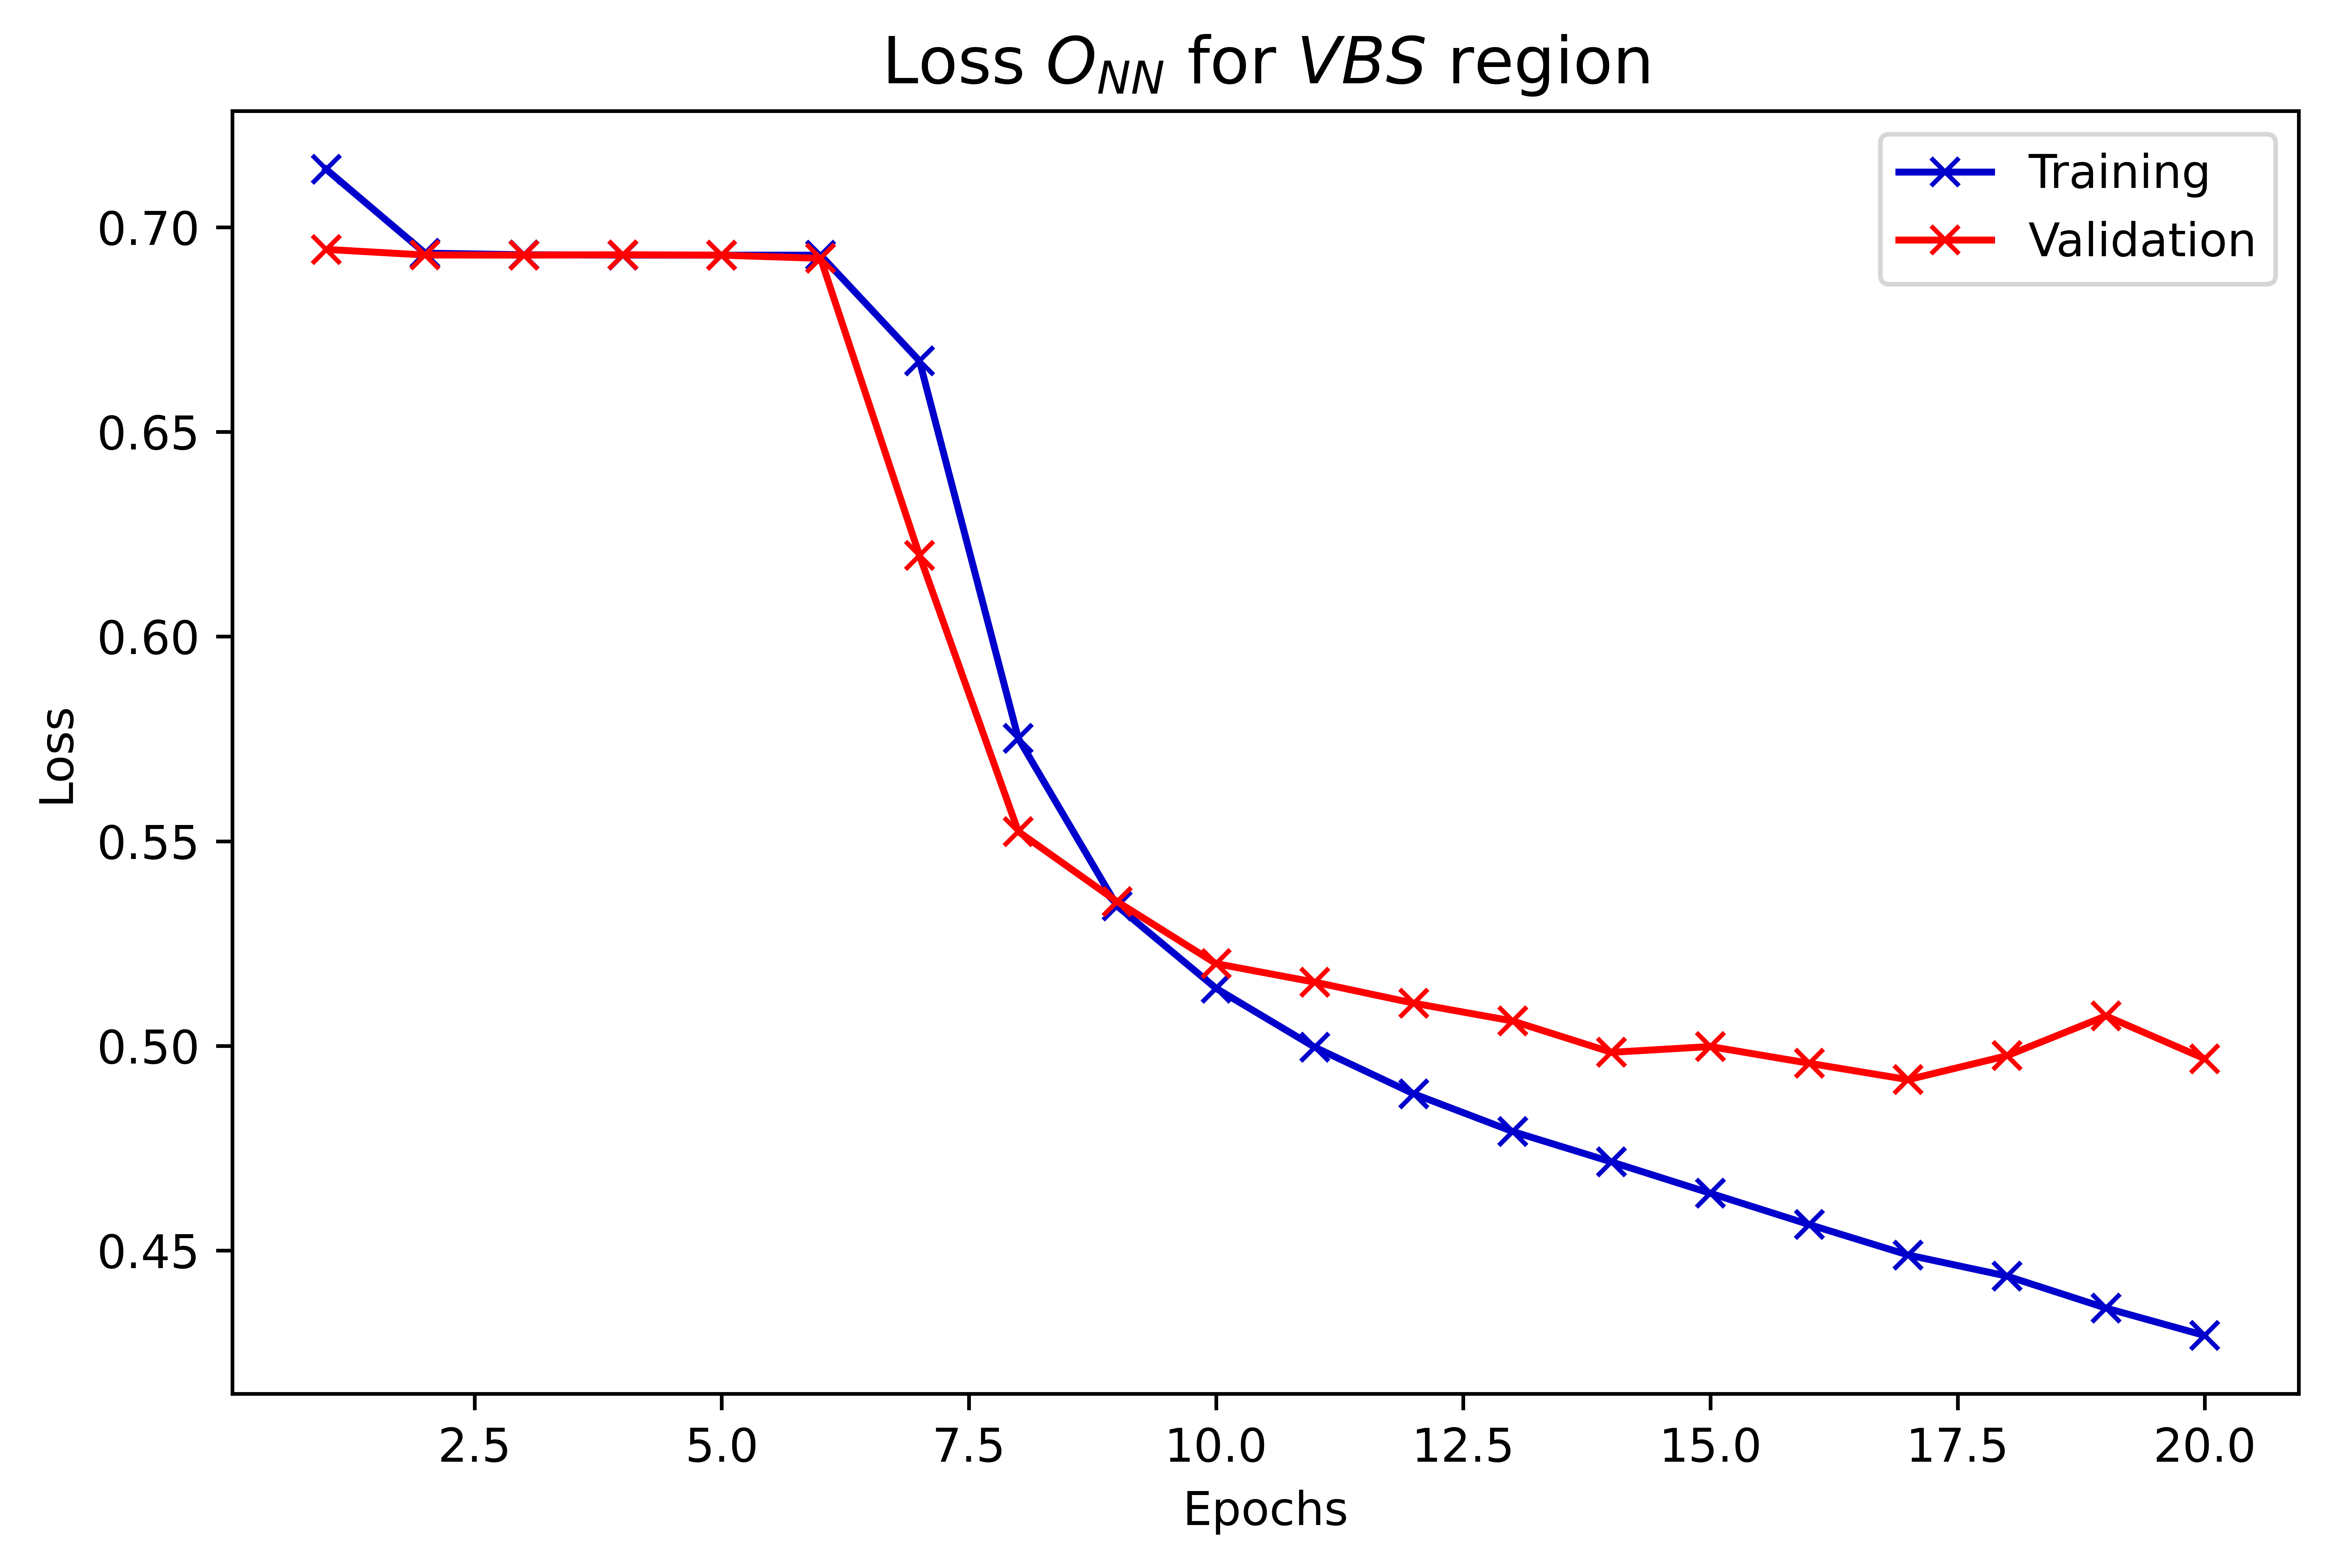 Loss O_NN for VBS region
Training
Validation
0.70
0.65
0.60
0.55
0.50
0.45
Loss
2.5 5.0 7.5 10.0 12.5 15.0 17.5 20.0
Epochs